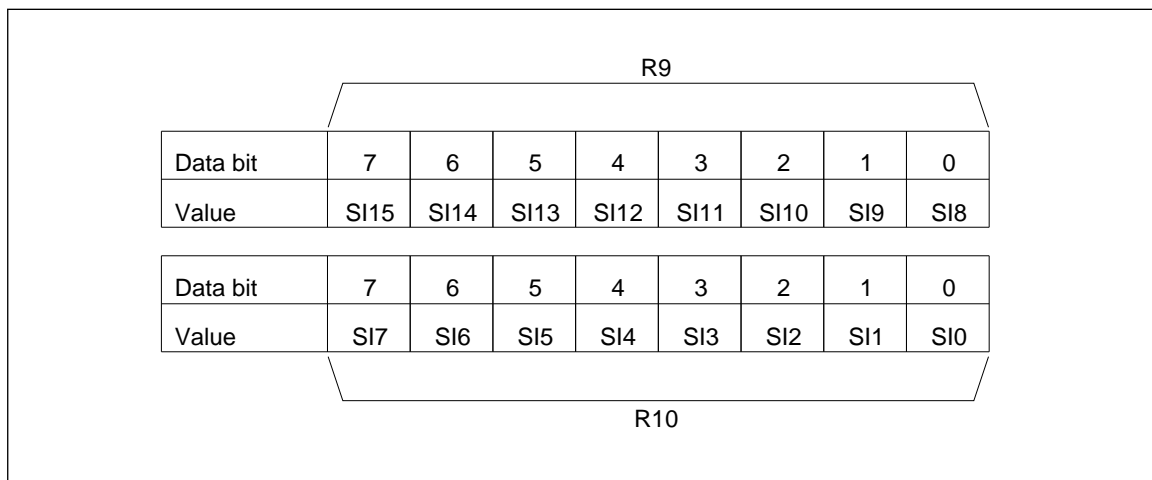 R9
Data bit 7 6 5 4 3 2 1 0
Value SI15 SI14 SI13 SI12 SI11 SI10 SI9 SI8
Data bit 7 6 5 4 3 2 1 0
Value SI7 SI6 SI5 SI4 SI3 SI2 SI1 SI0
R10